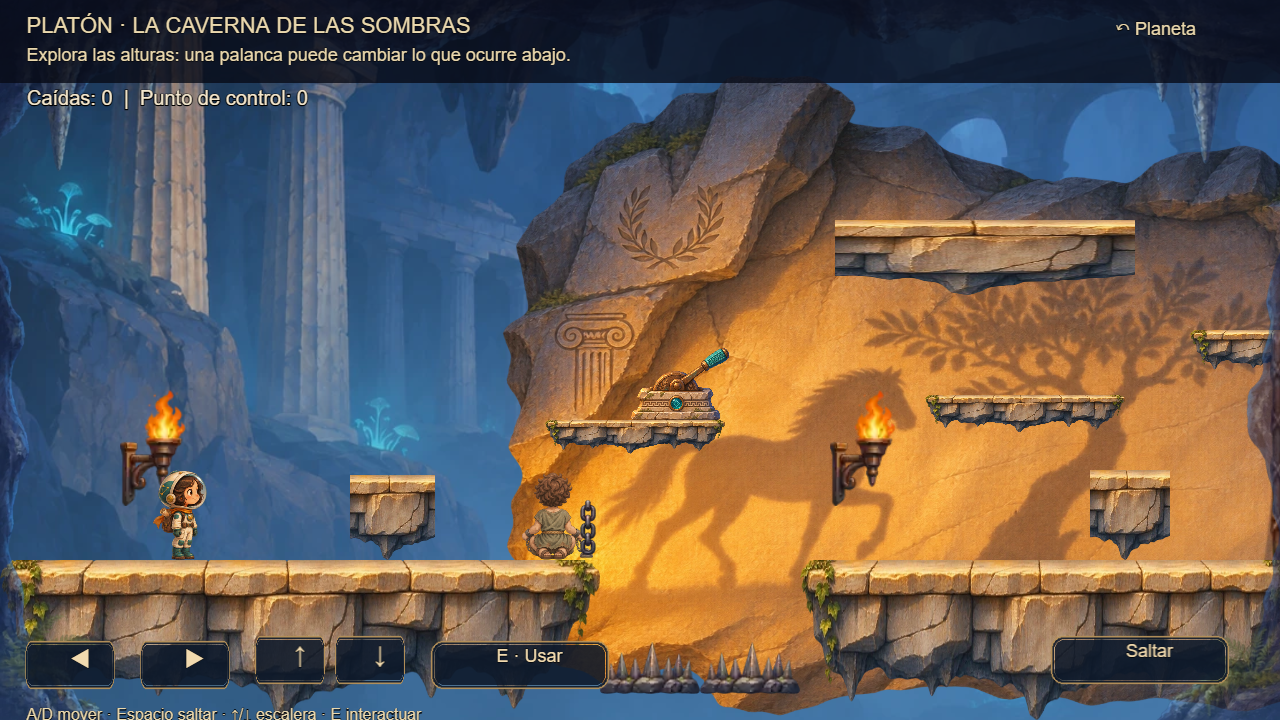 PLATÓN · LA CAVERNA DE LAS SOMBRAS
Explora las alturas: una palanca puede cambiar lo que ocurre abajo.
↶ Planeta
Caídas: 0 | Punto de control: 0
◀ ▶ ↑ ↓ E · Usar Saltar
A/D mover · Espacio saltar · ↑/↓ escalera · E interactuar